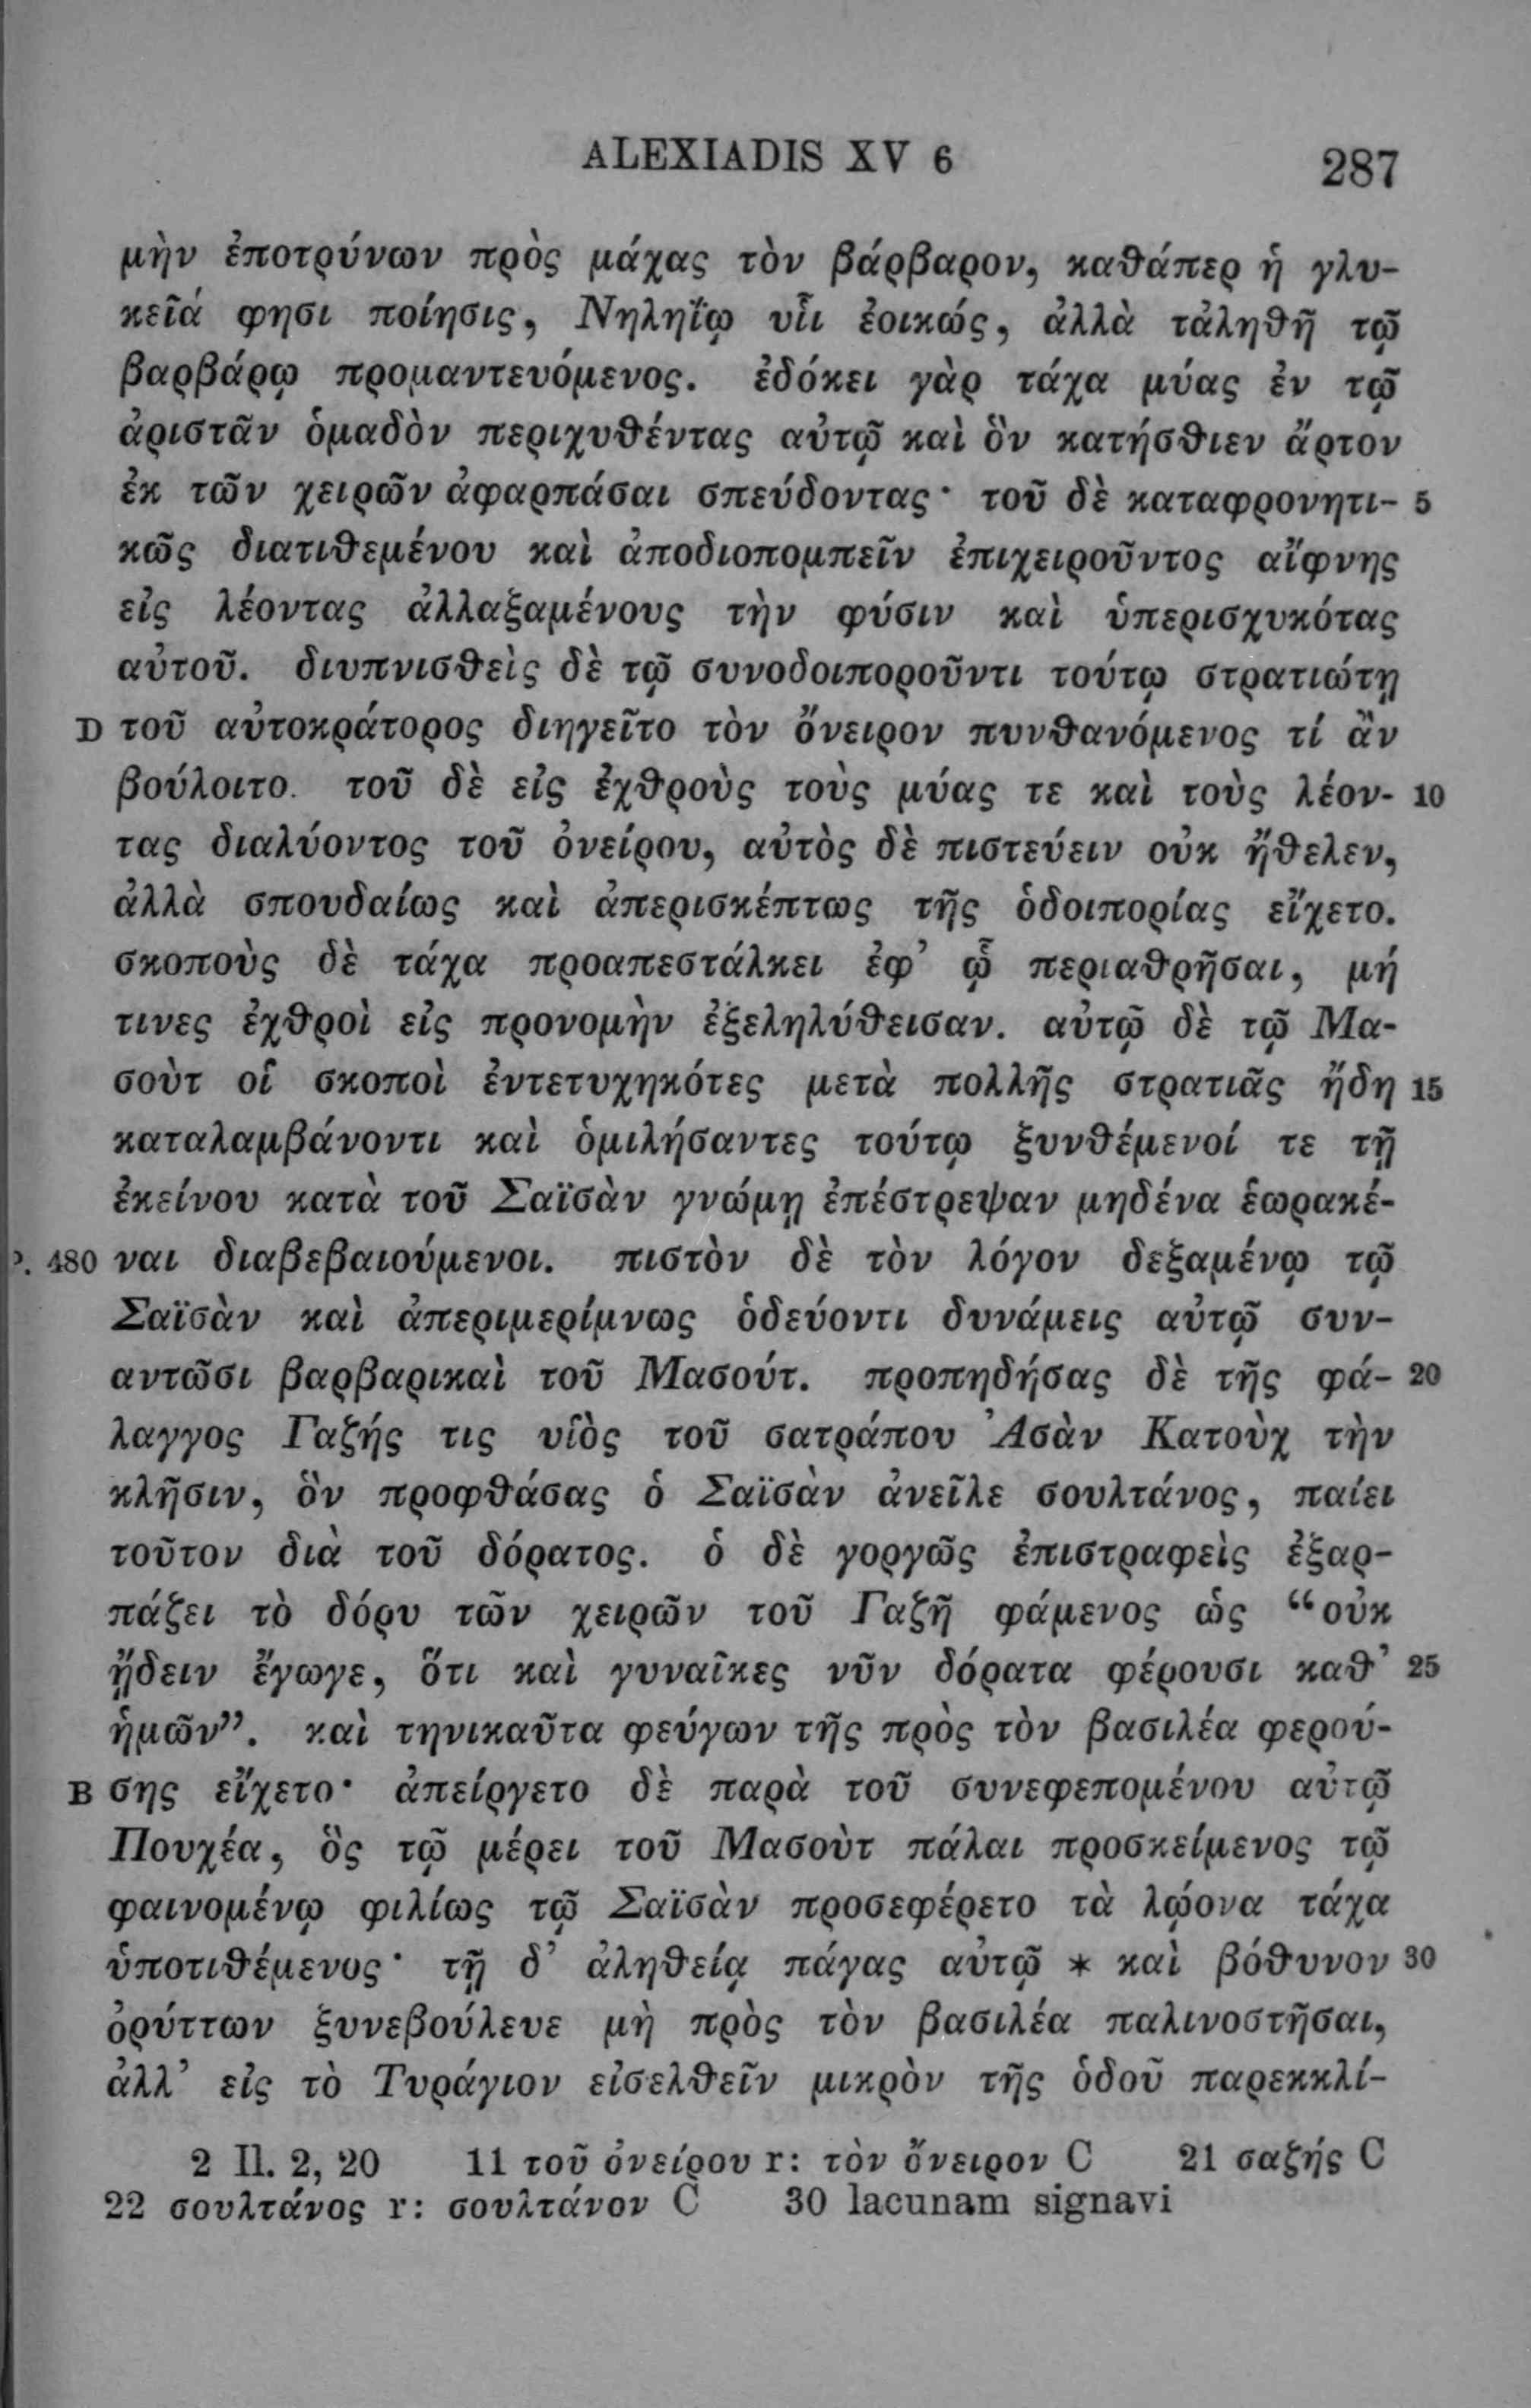 ALEXIADIS XV 6 287
μὴν ἐποτρύνων πρὸς μάχας τὸν βάρβαρον, καθάπερ ἡ γλυ-
κεῖά φησι ποίησις, Νηληΐῳ υἷι ἐοικώς, ἀλλὰ τἀληθῆ τῷ
βαρβάρῳ προμαντευόμενος. ἐδόκει γὰρ τάχα μύας ἐν τῷ
ἀριστᾶν ὁμαδὸν περιχυθέντας αὐτῷ καὶ ὃν κατήσθιεν ἄρτον
ἐκ τῶν χειρῶν ἀφαρπάσαι σπεύδοντας· τοῦ δὲ καταφρονητι- 5
κῶς διατιθεμένου καὶ ἀποδιοπομπεῖν ἐπιχειροῦντος αἴφνης
εἰς λέοντας ἀλλαξαμένους τὴν φύσιν καὶ ὑπερισχυκότας
αὐτοῦ. διυπνισθεὶς δὲ τῷ συνοδοιποροῦντι τούτῳ στρατιώτῃ
D τοῦ αὐτοκράτορος διηγεῖτο τὸν ὄνειρον πυνθανόμενος τί ἂν
βούλοιτο. τοῦ δὲ εἰς ἐχθροὺς τοὺς μύας τε καὶ τοὺς λέον- 10
τας διαλύοντος τοῦ ὀνείρου, αὐτὸς δὲ πιστεύειν οὐκ ἤθελεν,
ἀλλὰ σπουδαίως καὶ ἀπερισκέπτως τῆς ὁδοιπορίας εἴχετο.
σκοποὺς δὲ τάχα προαπεστάλκει ἐφ’ ᾧ περιαθρῆσαι, μή
τινες ἐχθροὶ εἰς προνομὴν ἐξεληλύθεισαν. αὐτῷ δὲ τῷ Μα-
σοὺτ οἱ σκοποὶ ἐντετυχηκότες μετὰ πολλῆς στρατιᾶς ἤδη 15
καταλαμβάνοντι καὶ ὁμιλήσαντες τούτῳ ξυνθέμενοί τε τῇ
ἐκείνου κατὰ τοῦ Σαϊσὰν γνώμῃ ἐπέστρεψαν μηδένα ἑωρακέ-
P. 480 ναι διαβεβαιούμενοι. πιστὸν δὲ τὸν λόγον δεξαμένῳ τῷ
Σαϊσὰν καὶ ἀπεριμερίμνως ὁδεύοντι δυνάμεις αὐτῷ συν-
αντῶσι βαρβαρικαὶ τοῦ Μασούτ. προπηδήσας δὲ τῆς φά- 20
λαγγος Γαζής τις υἱὸς τοῦ σατράπου Ἀσὰν Κατοὺχ τὴν
κλῆσιν, ὃν προφθάσας ὁ Σαϊσὰν ἀνεῖλε σουλτάνος, παίει
τοῦτον διὰ τοῦ δόρατος. ὁ δὲ γοργῶς ἐπιστραφεὶς ἐξαρ-
πάζει τὸ δόρυ τῶν χειρῶν τοῦ Γαζῆ φάμενος ὡς “οὐκ
ᾔδειν ἔγωγε, ὅτι καὶ γυναῖκες νῦν δόρατα φέρουσι καθ’ 25
ἡμῶν”. καὶ τηνικαῦτα φεύγων τῆς πρὸς τὸν βασιλέα φερού-
B σης εἴχετο· ἀπείργετο δὲ παρὰ τοῦ συνεφεπομένου αὐτῷ
Πουχέα, ὃς τῷ μέρει τοῦ Μασοὺτ πάλαι προσκείμενος τῷ
φαινομένῳ φιλίως τῷ Σαϊσὰν προσεφέρετο τὰ λῴονα τάχα
ὑποτιθέμενος· τῇ δ’ ἀληθείᾳ πάγας αὐτῷ * καὶ βόθυνον 30
ὀρύττων ξυνεβούλευε μὴ πρὸς τὸν βασιλέα παλινοστῆσαι,
ἀλλ’ εἰς τὸ Τυράγιον εἰσελθεῖν μικρὸν τῆς ὁδοῦ παρεκκλί-
2 Il. 2, 20 11 τοῦ ὀνείρου r: τὸν ὄνειρον C 21 σαζής C
22 σουλτάνος r: σουλτάνον C 30 lacunam signavi